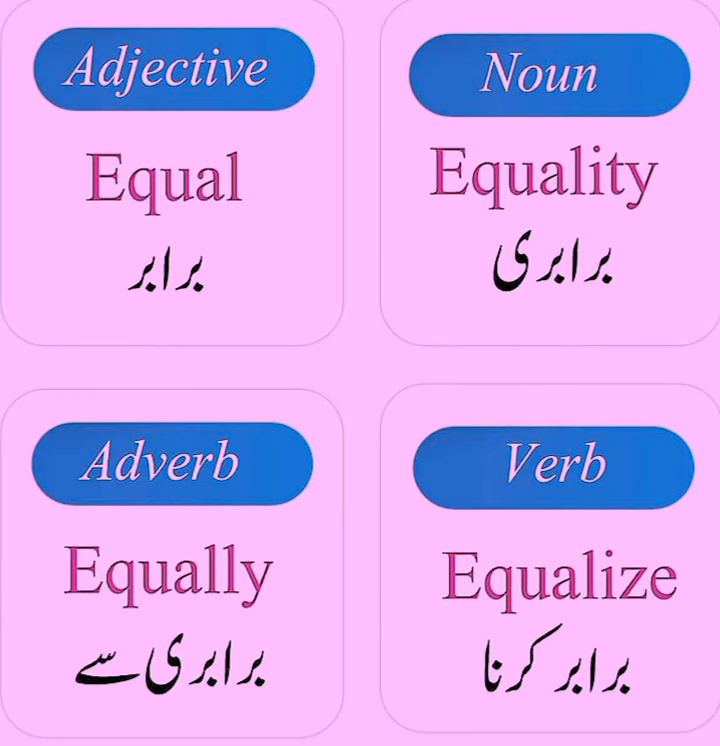 Adjective
Equal
برابر
Noun
Equality
برابری
Adverb
Equally
برابری سے
Verb
Equalize
برابر کرنا